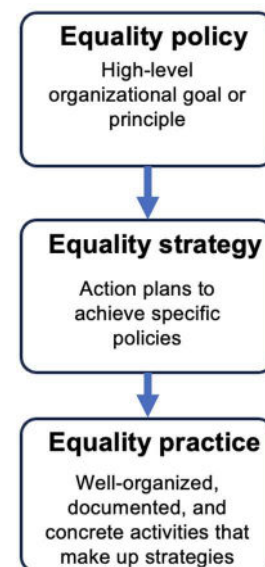 Equality policy
High-level
organizational goal or
principle
Equality strategy
Action plans to
achieve specific
policies
Equality practice
Well-organized,
documented, and
concrete activities that
make up strategies